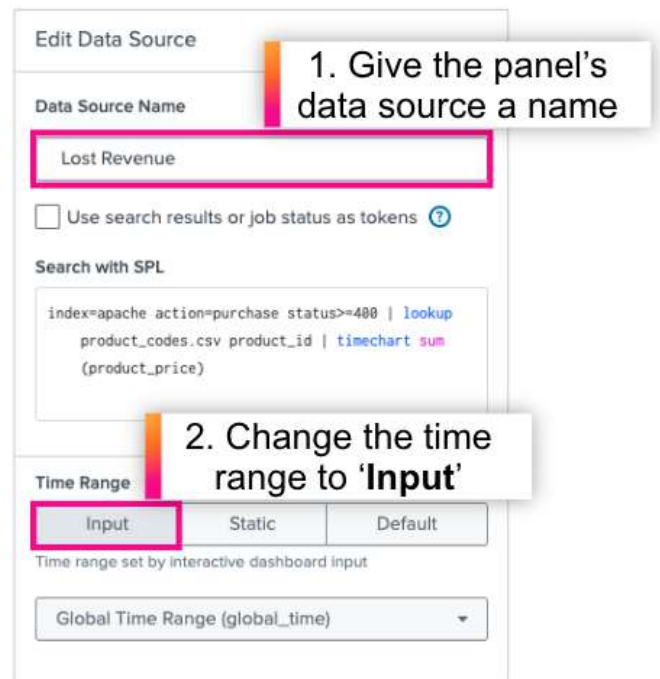 Edit Data Source
1. Give the panel's
data source a name
Data Source Name
Lost Revenue
Use search results or job status as tokens ?
Search with SPL
index=apache action=purchase status>=400 | lookup
product_codes.csv product_id | timechart sum
(product_price)
2. Change the time
range to ‘Input’
Time Range
Input Static Default
Time range set by interactive dashboard input
Global Time Range (global_time)